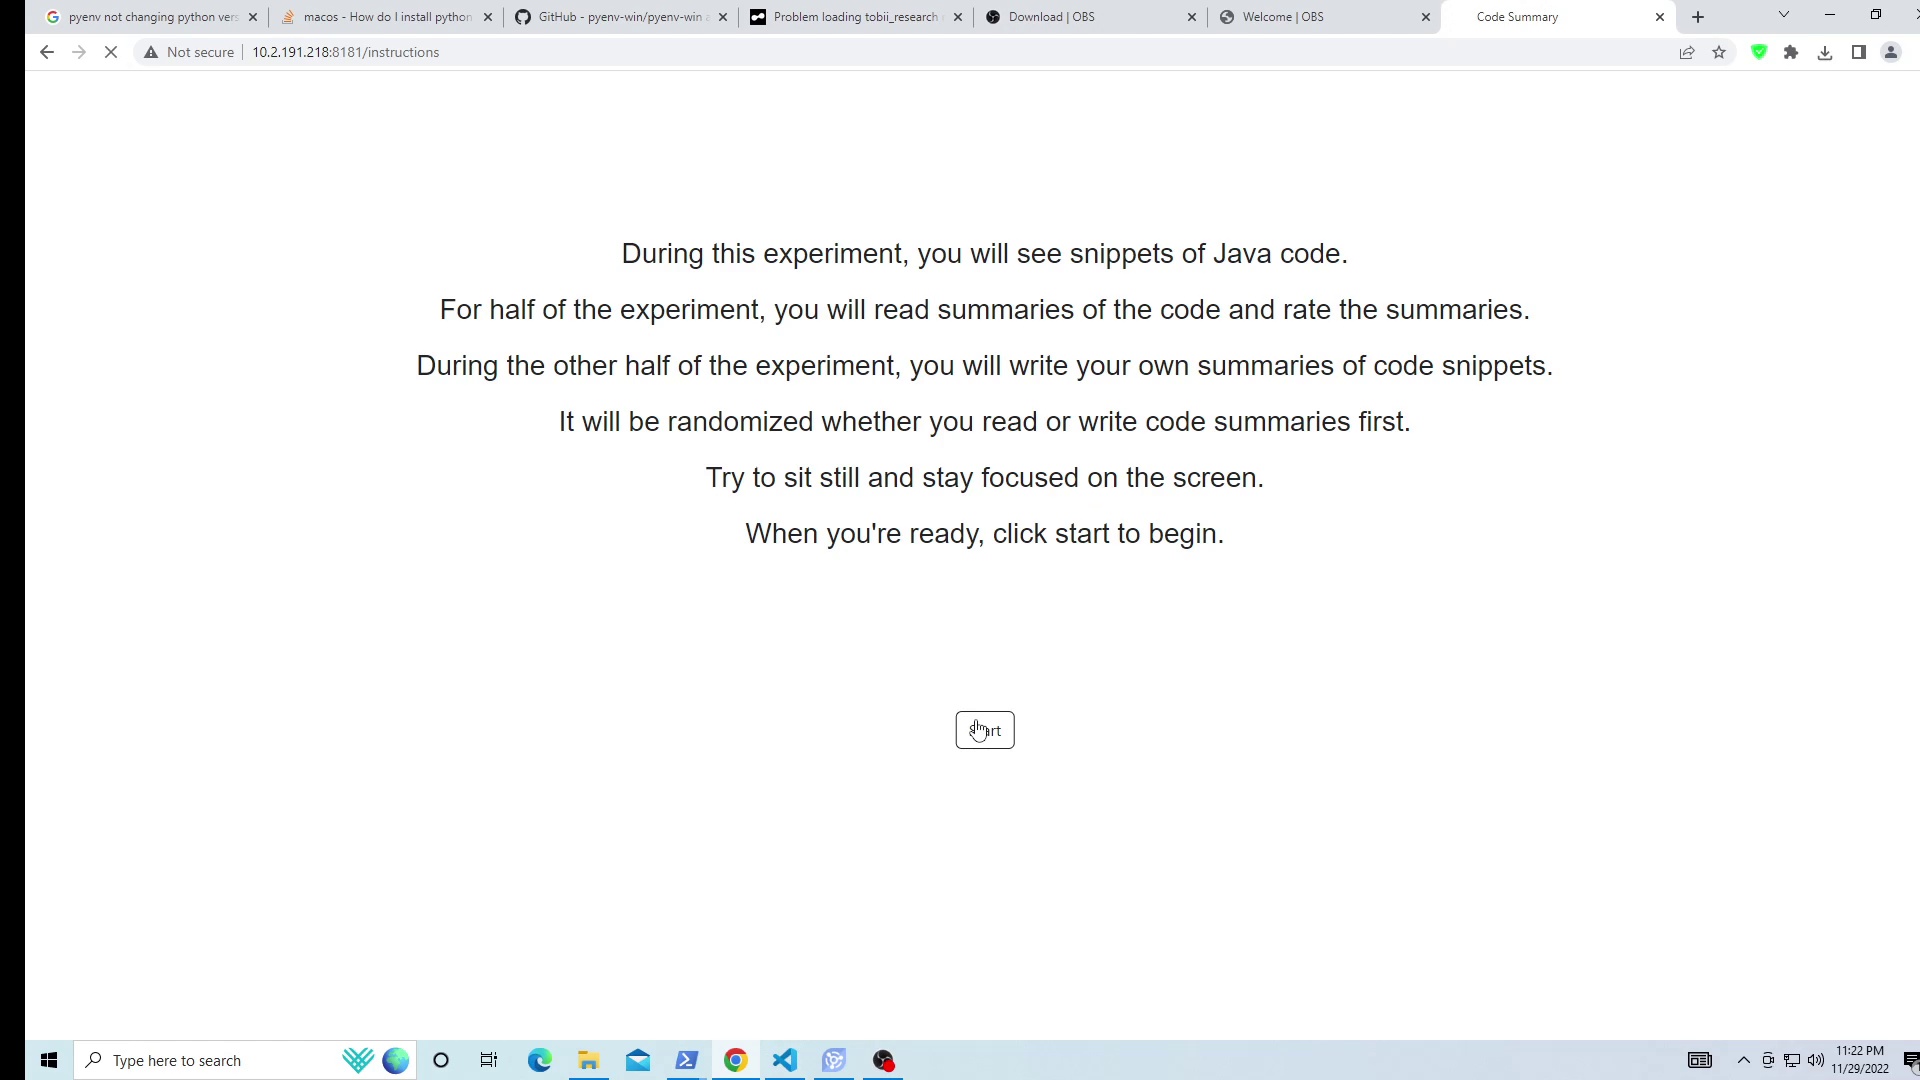 pyenv not changing python vers
macos - How do I install python
GitHub - pyenv-win/pyenv-win
Problem loading tobii_research
Download | OBS
Welcome | OBS
Code Summary
Not secure
10.2.191.218:8181/instructions
During this experiment, you will see snippets of Java code.
For half of the experiment, you will read summaries of the code and rate the summaries.
During the other half of the experiment, you will write your own summaries of code snippets.
It will be randomized whether you read or write code summaries first.
Try to sit still and stay focused on the screen.
When you're ready, click start to begin.
Type here to search
11:22 PM
11/29/2022